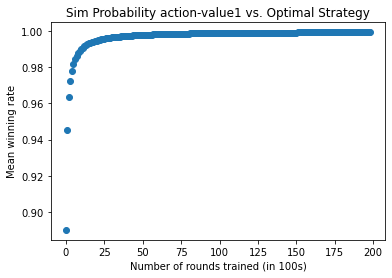 Sim Probability action-value1 vs. Optimal Strategy
1.00
0.98
0.96
0.94
0.92
0.90
Mean winning rate
0 25 50 75 100 125 150 175 200
Number of rounds trained (in 100s)